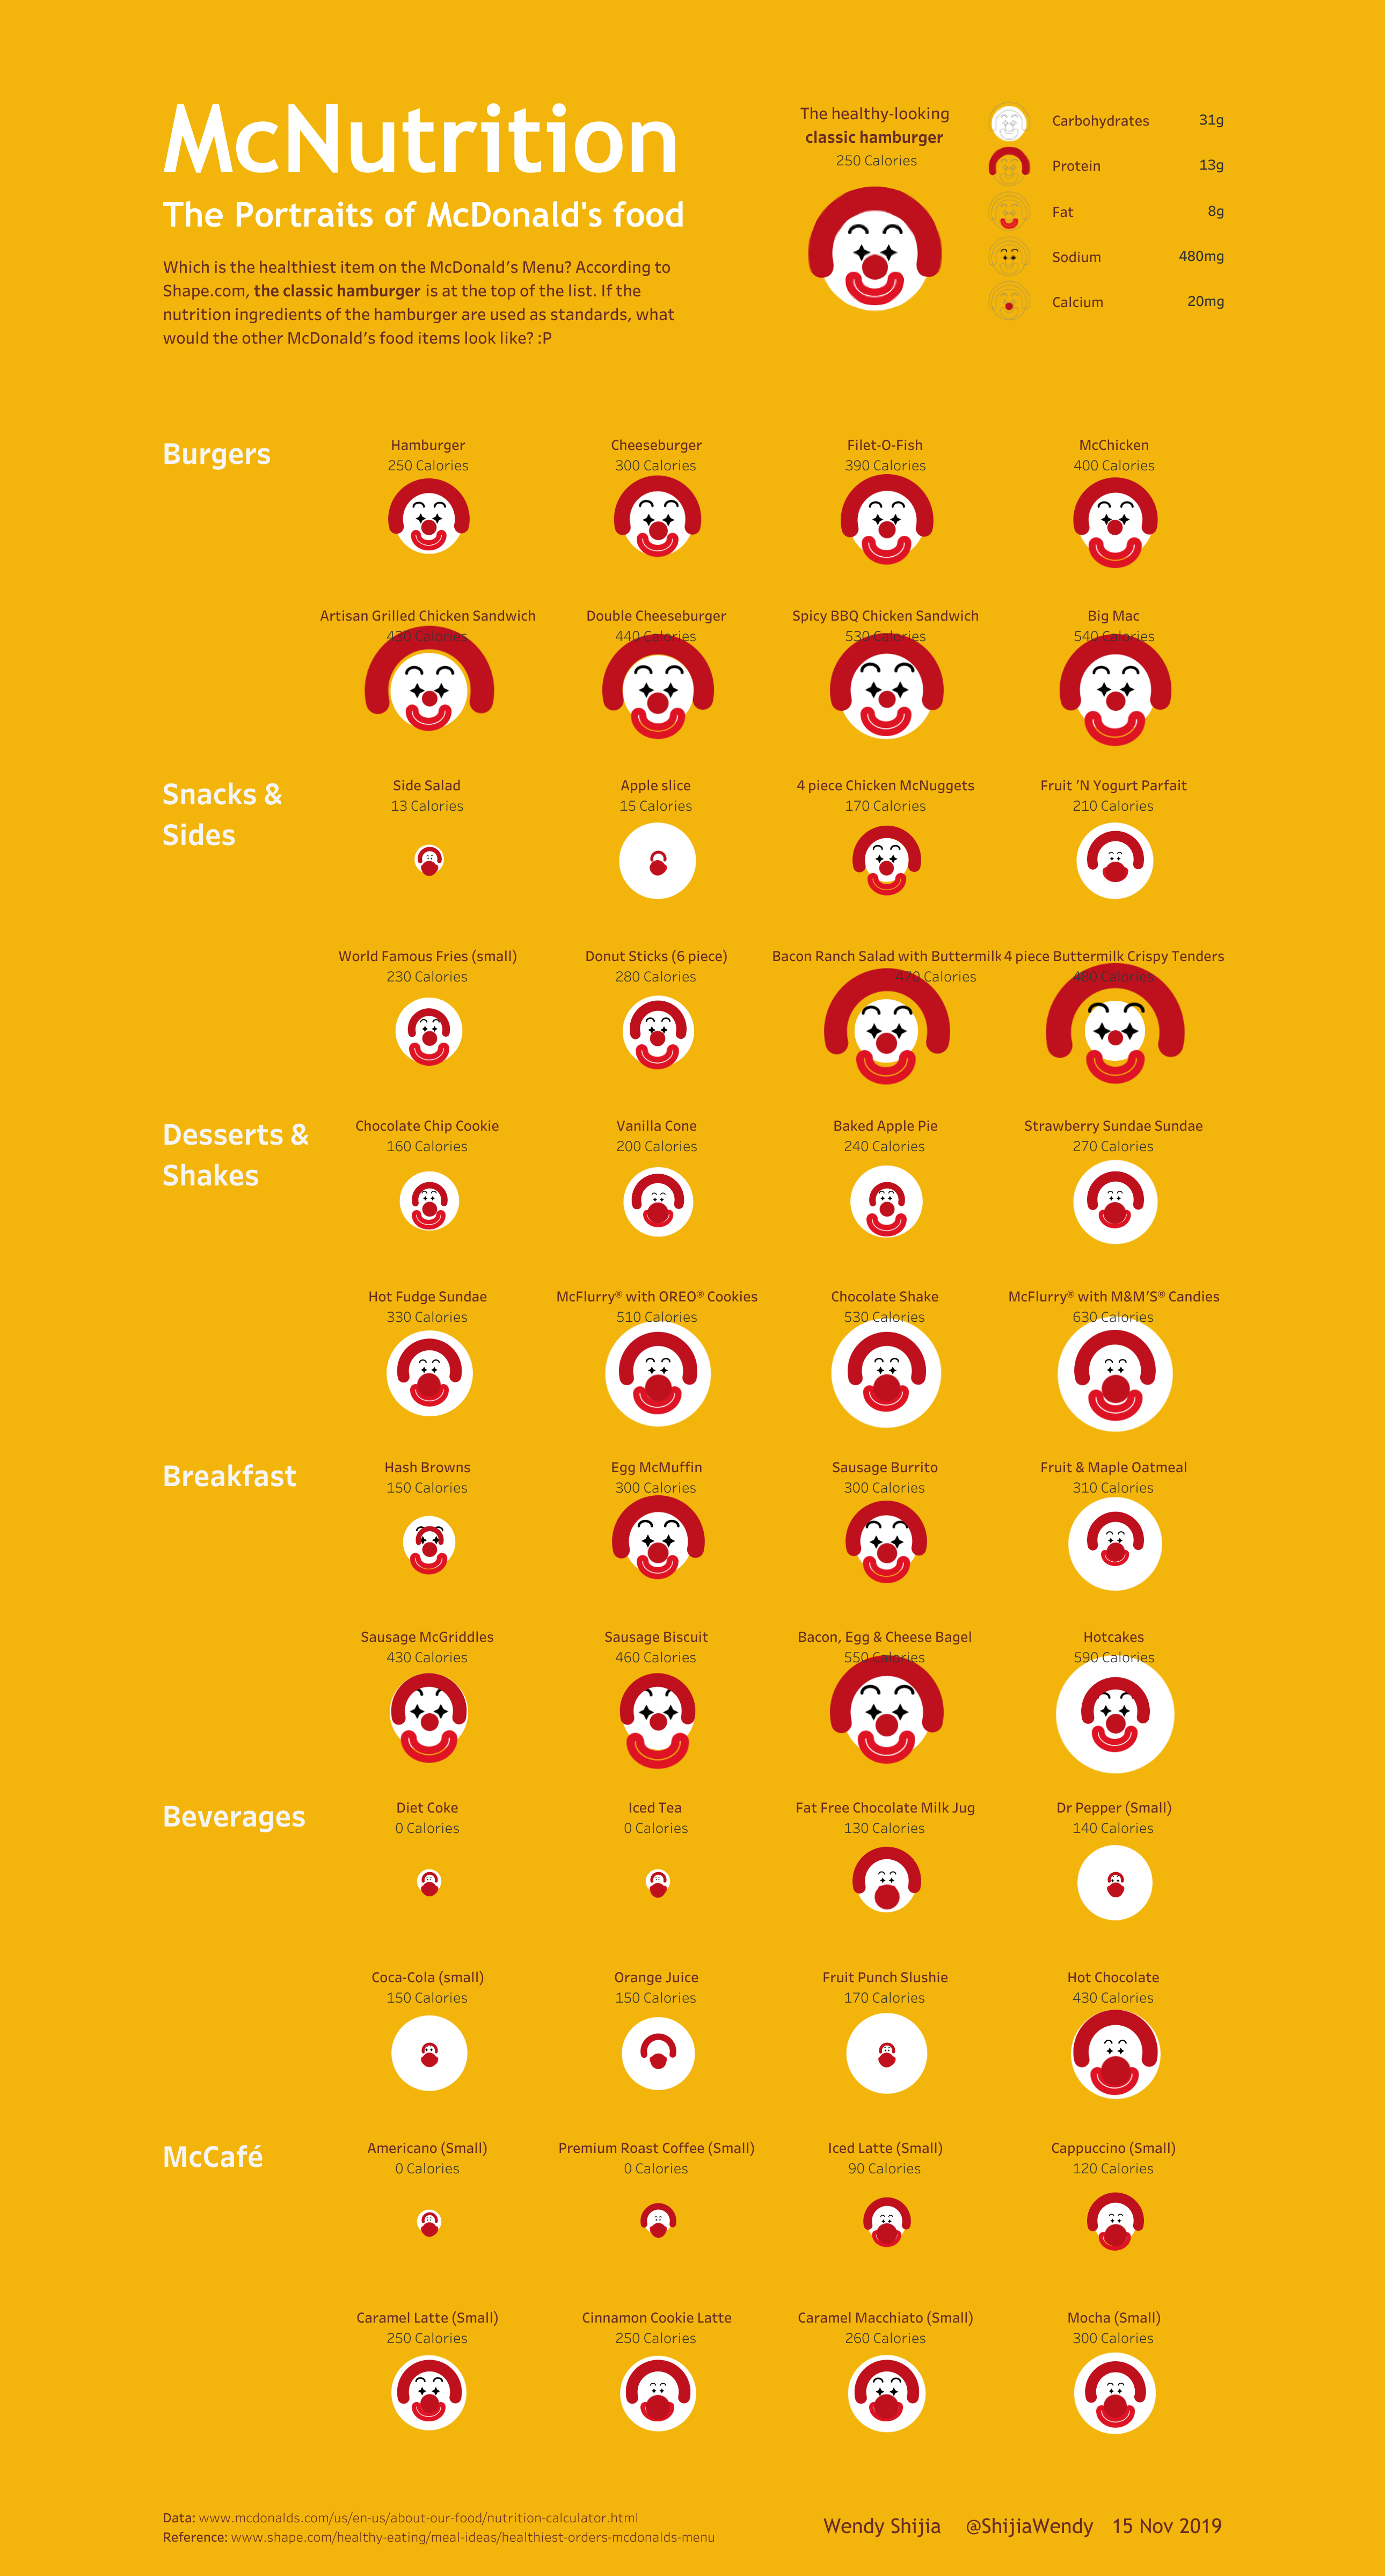 McNutrition
The Portraits of McDonald's food
Which is the healthiest item on the McDonald’s Menu? According to
Shape.com, the classic hamburger is at the top of the list. If the
nutrition ingredients of the hamburger are used as standards, what
would the other McDonald’s food items look like? :P
The healthy-looking
classic hamburger
250 Calories
Carbohydrates 31g
Protein 13g
Fat 8g
Sodium 480mg
Calcium 20mg
Burgers
Hamburger Cheeseburger Filet-O-Fish McChicken
250 Calories 300 Calories 390 Calories 400 Calories
Artisan Grilled Chicken Sandwich Double Cheeseburger Spicy BBQ Chicken Sandwich Big Mac
430 Calories 440 Calories 530 Calories 540 Calories
Snacks &
Sides
Side Salad Apple slice 4 piece Chicken McNuggets Fruit ’N Yogurt Parfait
13 Calories 15 Calories 170 Calories 210 Calories
World Famous Fries (small) Donut Sticks (6 piece) Bacon Ranch Salad with Buttermilk 4 piece Buttermilk Crispy Tenders
230 Calories 280 Calories 470 Calories 480 Calories
Desserts &
Shakes
Chocolate Chip Cookie Vanilla Cone Baked Apple Pie Strawberry Sundae Sundae
160 Calories 200 Calories 240 Calories 270 Calories
Hot Fudge Sundae McFlurry® with OREO® Cookies Chocolate Shake McFlurry® with M&M’S® Candies
330 Calories 510 Calories 530 Calories 630 Calories
Breakfast
Hash Browns Egg McMuffin Sausage Burrito Fruit & Maple Oatmeal
150 Calories 300 Calories 300 Calories 310 Calories
Sausage McGriddles Sausage Biscuit Bacon, Egg & Cheese Bagel Hotcakes
430 Calories 460 Calories 550 Calories 590 Calories
Beverages
Diet Coke Iced Tea Fat Free Chocolate Milk Jug Dr Pepper (Small)
0 Calories 0 Calories 130 Calories 140 Calories
Coca-Cola (small) Orange Juice Fruit Punch Slushie Hot Chocolate
150 Calories 150 Calories 170 Calories 430 Calories
McCafé
Americano (Small) Premium Roast Coffee (Small) Iced Latte (Small) Cappuccino (Small)
0 Calories 0 Calories 90 Calories 120 Calories
Caramel Latte (Small) Cinnamon Cookie Latte Caramel Macchiato (Small) Mocha (Small)
250 Calories 250 Calories 260 Calories 300 Calories
Data: www.mcdonalds.com/us/en-us/about-our-food/nutrition-calculator.html
Reference: www.shape.com/healthy-eating/meal-ideas/healthiest-orders-mcdonalds-menu
Wendy Shijia @ShijiaWendy 15 Nov 2019